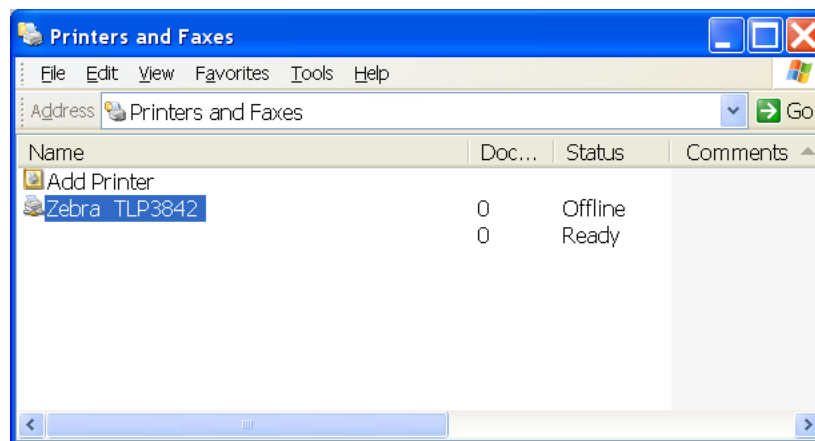 Printers and Faxes
File Edit View Favorites Tools Help
Address Printers and Faxes Go
Name Doc... Status Comments
Add Printer
Zebra TLP3842 0 Offline
0 Ready